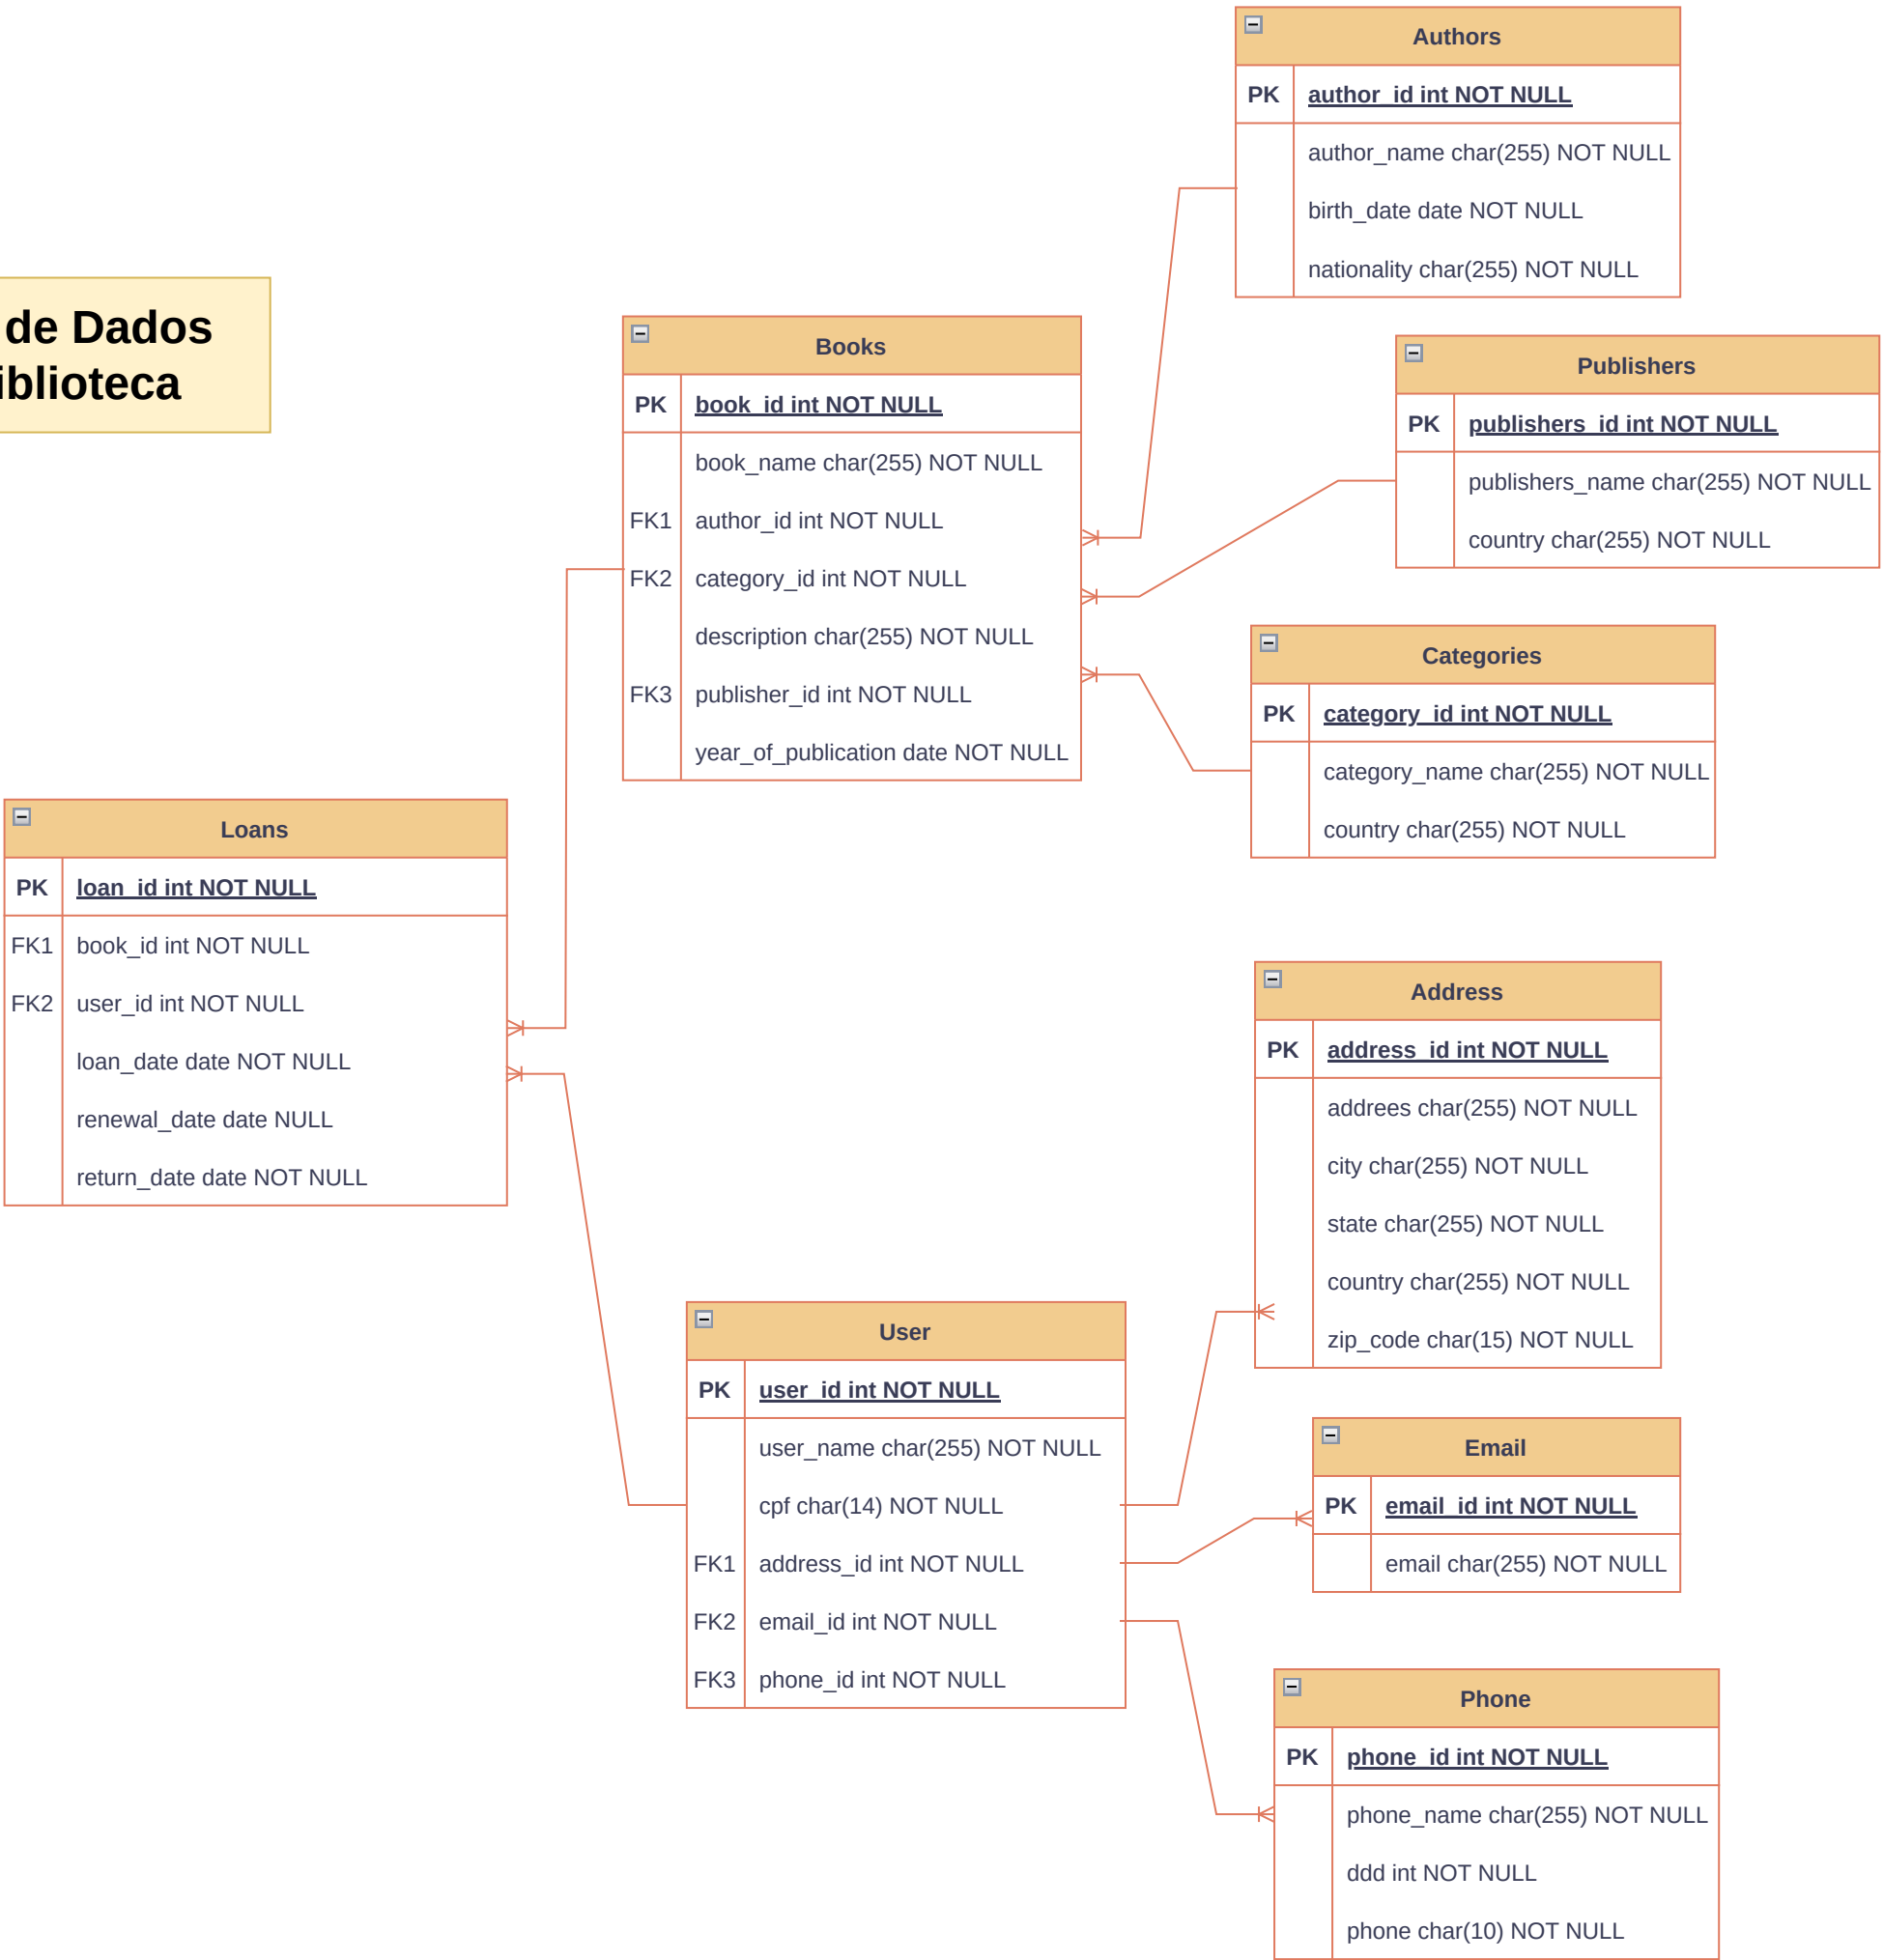 de Dados
iblioteca
Authors
PK author_id int NOT NULL
author_name char(255) NOT NULL
birth_date date NOT NULL
nationality char(255) NOT NULL
Books
PK book_id int NOT NULL
book_name char(255) NOT NULL
FK1 author_id int NOT NULL
FK2 category_id int NOT NULL
description char(255) NOT NULL
FK3 publisher_id int NOT NULL
year_of_publication date NOT NULL
Publishers
PK publishers_id int NOT NULL
publishers_name char(255) NOT NULL
country char(255) NOT NULL
Categories
PK category_id int NOT NULL
category_name char(255) NOT NULL
country char(255) NOT NULL
Loans
PK loan_id int NOT NULL
FK1 book_id int NOT NULL
FK2 user_id int NOT NULL
loan_date date NOT NULL
renewal_date date NULL
return_date date NOT NULL
Address
PK address_id int NOT NULL
addrees char(255) NOT NULL
city char(255) NOT NULL
state char(255) NOT NULL
country char(255) NOT NULL
zip_code char(15) NOT NULL
User
PK user_id int NOT NULL
user_name char(255) NOT NULL
cpf char(14) NOT NULL
FK1 address_id int NOT NULL
FK2 email_id int NOT NULL
FK3 phone_id int NOT NULL
Email
PK email_id int NOT NULL
email char(255) NOT NULL
Phone
PK phone_id int NOT NULL
phone_name char(255) NOT NULL
ddd int NOT NULL
phone char(10) NOT NULL